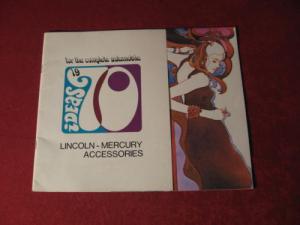 for the complete automobile
19
70
ideas
LINCOLN - MERCURY
ACCESSORIES